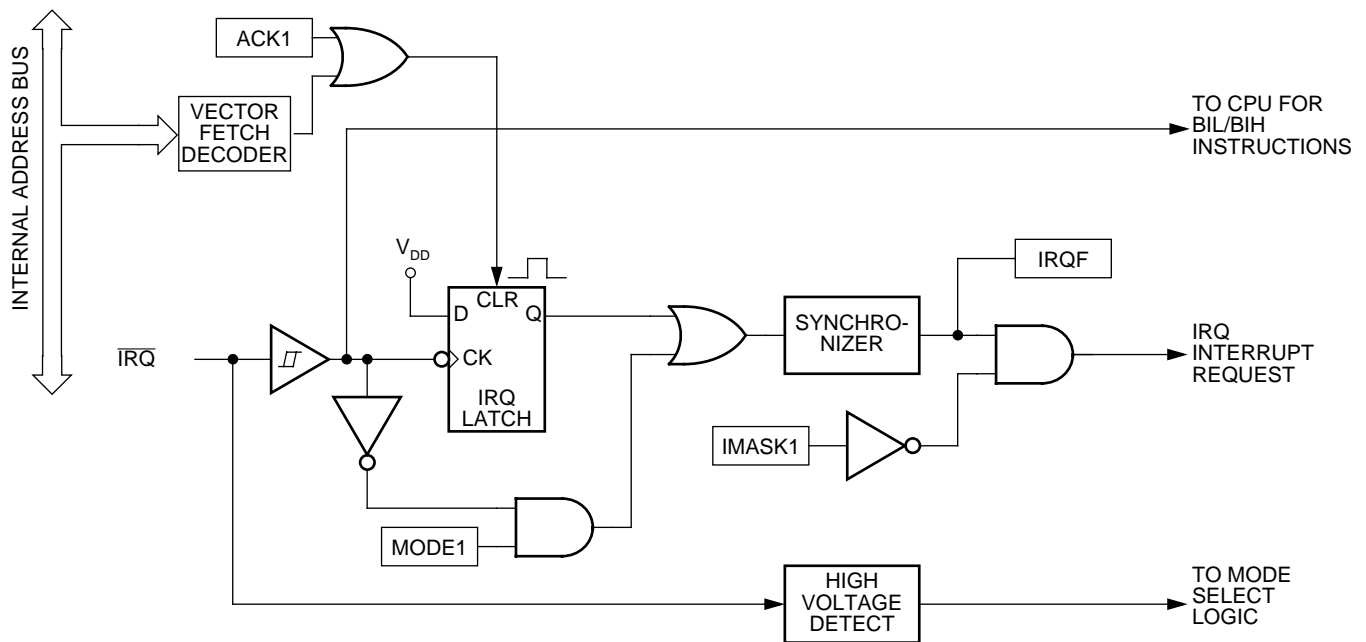 INTERNAL ADDRESS BUS
ACK1
VECTOR
FETCH
DECODER
TO CPU FOR
BIL/BIH
INSTRUCTIONS
VDD
CLR
D
Q
CK
IRQ
LATCH
IRQ
SYNCHRO-
NIZER
IRQF
IRQ
INTERRUPT
REQUEST
IMASK1
MODE1
HIGH
VOLTAGE
DETECT
TO MODE
SELECT
LOGIC